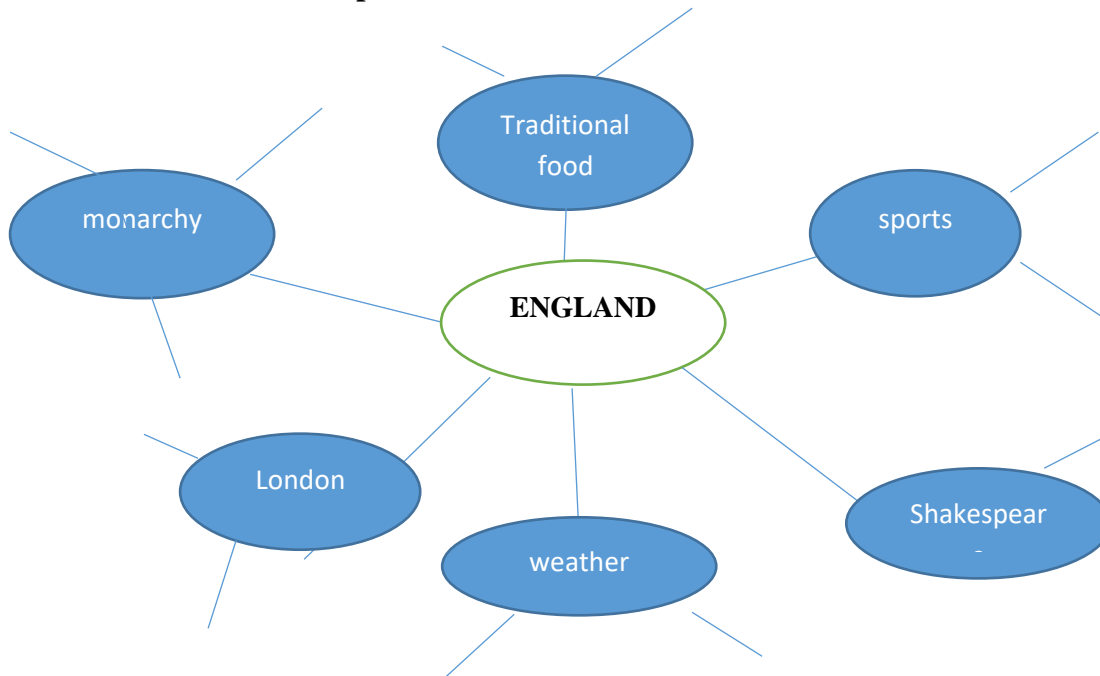 Traditional
food
monarchy
sports
ENGLAND
London
Shakespear
weather